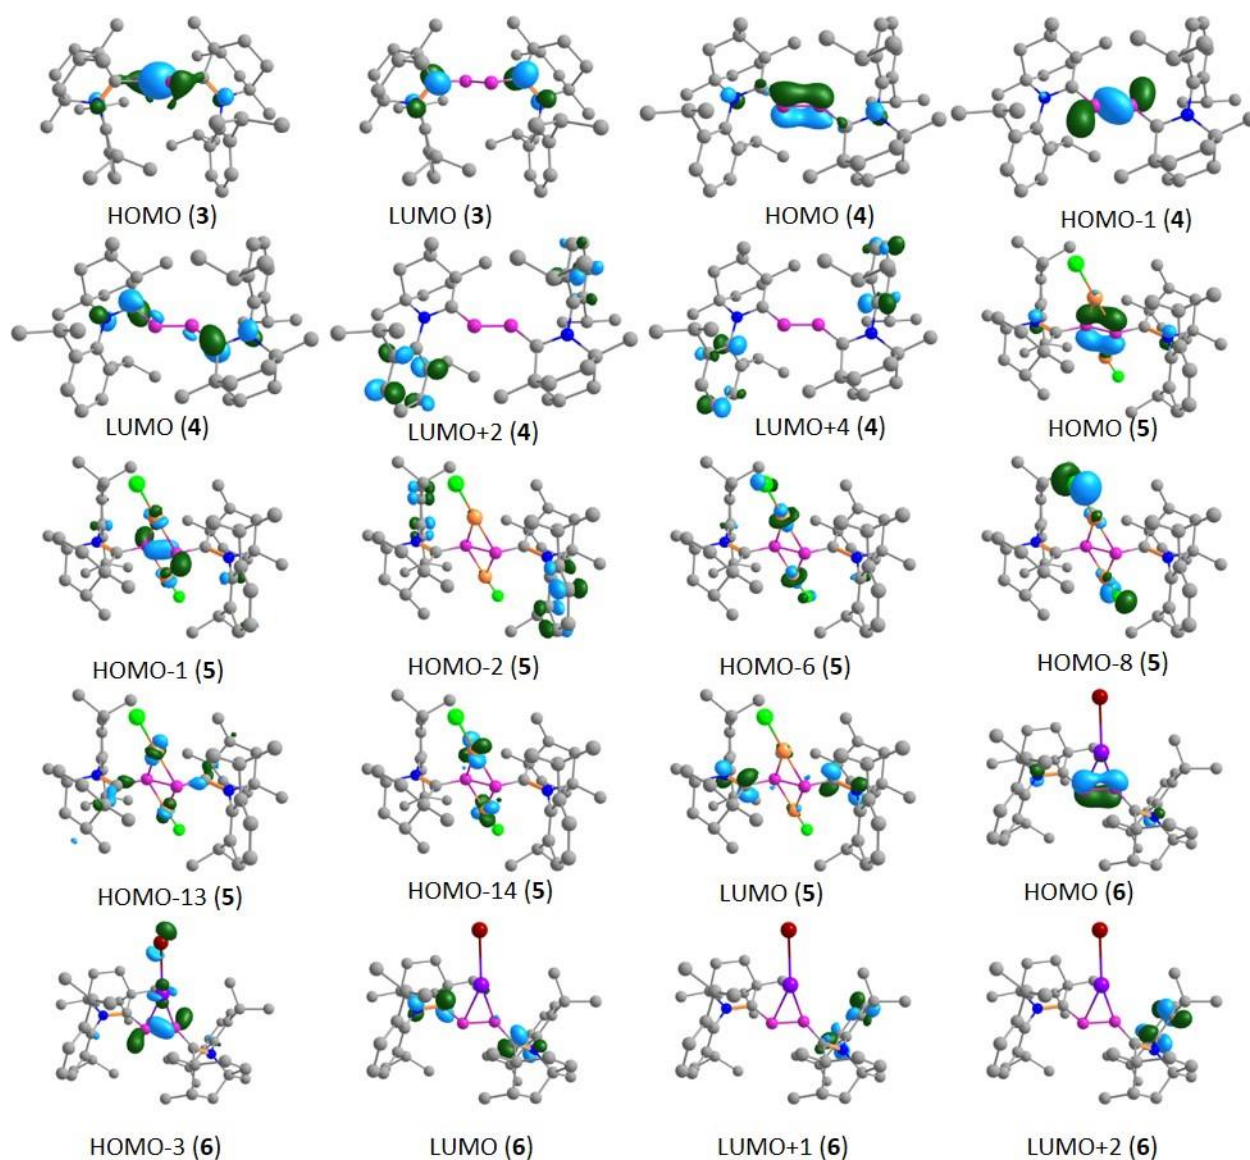 HOMO (3)
LUMO (3)
HOMO (4)
HOMO-1 (4)
LUMO (4)
LUMO+2 (4)
LUMO+4 (4)
HOMO (5)
HOMO-1 (5)
HOMO-2 (5)
HOMO-6 (5)
HOMO-8 (5)
HOMO-13 (5)
HOMO-14 (5)
LUMO (5)
HOMO (6)
HOMO-3 (6)
LUMO (6)
LUMO+1 (6)
LUMO+2 (6)